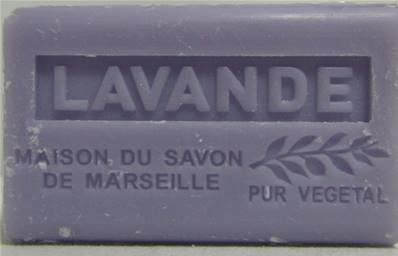 LAVANDE
MAISON DU SAVON
DE MARSEILLE
PUR VEGETAL